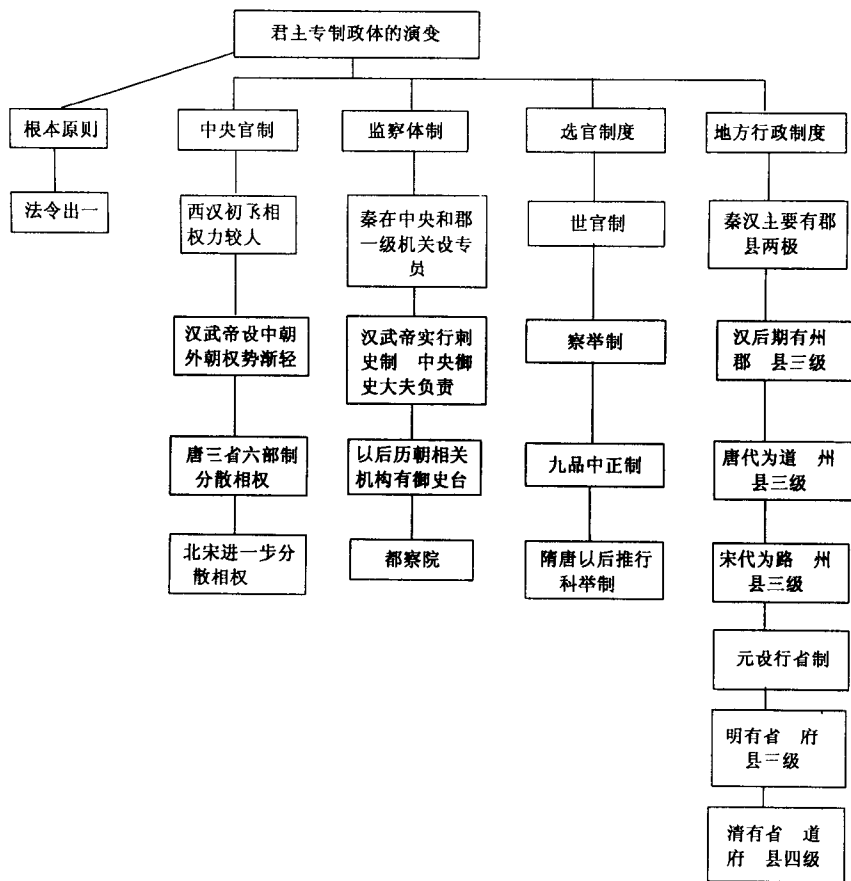 君主专制政体的演变
根本原则
法令出一
中央官制
西汉初飞相
权力较人
汉武帝设中朝
外朝权势渐轻
唐三省六部制
分散相权
北宋进一步分
散相权
监察体制
秦在中央和郡
一级机关设专
员
汉武帝实行刺
史制 中央御
史大夫负责
以后历朝相关
机构有御史台
都察院
选官制度
世官制
察举制
九品中正制
隋唐以后推行
科举制
地方行政制度
秦汉主要有郡
县两极
汉后期有州
郡 县三级
唐代为道 州
县三级
宋代为路 州
县三级
元设行省制
明有省 府
县三级
清有省 道
府 县四级